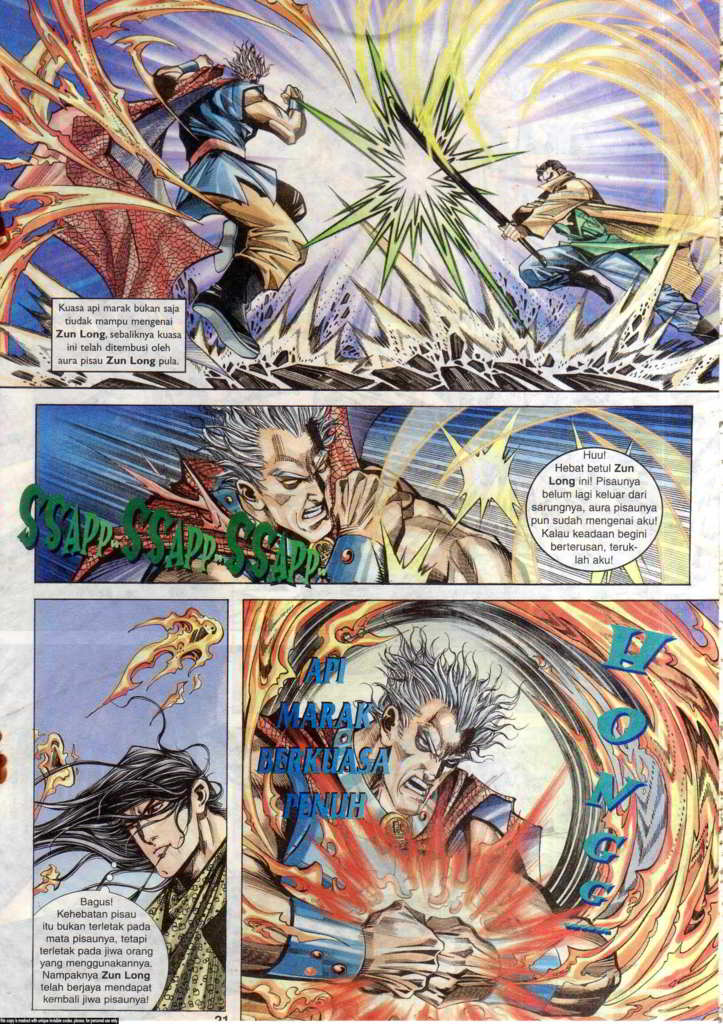 Kuasa api marak bukan saja
tiudak mampu mengenai
Zun Long, sebaliknya kuasa
ini telah ditembusi oleh
aura pisau Zun Long pula.
SSAPP..SSAPP..SSAPP..
Huu!
Hebat betul Zun
Long ini! Pisaunya
belum lagi keluar dari
sarungnya, aura pisaunya
pun sudah mengenai aku!
Kalau keadaan begini
berterusan, teruk-
lah aku!
API
MARAK
BERKUASA
PENUH
HONGG!!
Bagus!
Kehebatan pisau
itu bukan terletak pada
mata pisaunya, tetapi
terletak pada jiwa orang
yang menggunakannya.
Nampaknya Zun Long
telah berjaya mendapat
kembali jiwa pisaunya!
21